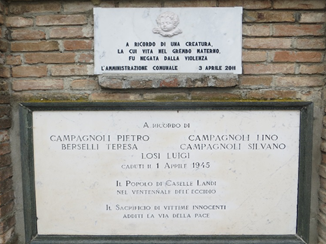 A RICORDO DI UNA CREATURA,
LA CUI VITA NEL GREMBO MATERNO,
FU NEGATA DALLA VIOLENZA
L'AMMINISTRAZIONE COMUNALE 3 APRILE 2011
A RICORDO DI
CAMPAGNOLI PIETRO CAMPAGNOLI LINO
BERSELLI TERESA CAMPAGNOLI SILVANO
LOSI LUIGI
CADUTI IL 1 APRILE 1945
IL POPOLO DI CASELLE LANDI
NEL VENTENNALE DELL'ECCIDIO
IL SACRIFICIO DI VITTIME INNOCENTI
ADDITI LA VIA DELLA PACE